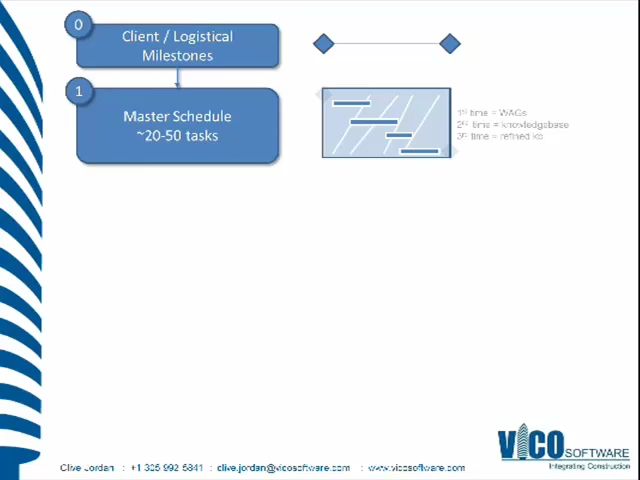 0
Client / Logistical
Milestones
1
Master Schedule
~20-50 tasks
1st time = WAGs
2nd time = knowledgebase
3rd time = refined kb
VICO SOFTWARE
Integrating Construction
Clive Jordan : +1 305 992 5841 : clive.jordan@vicosoftware.com : www.vicosoftware.com